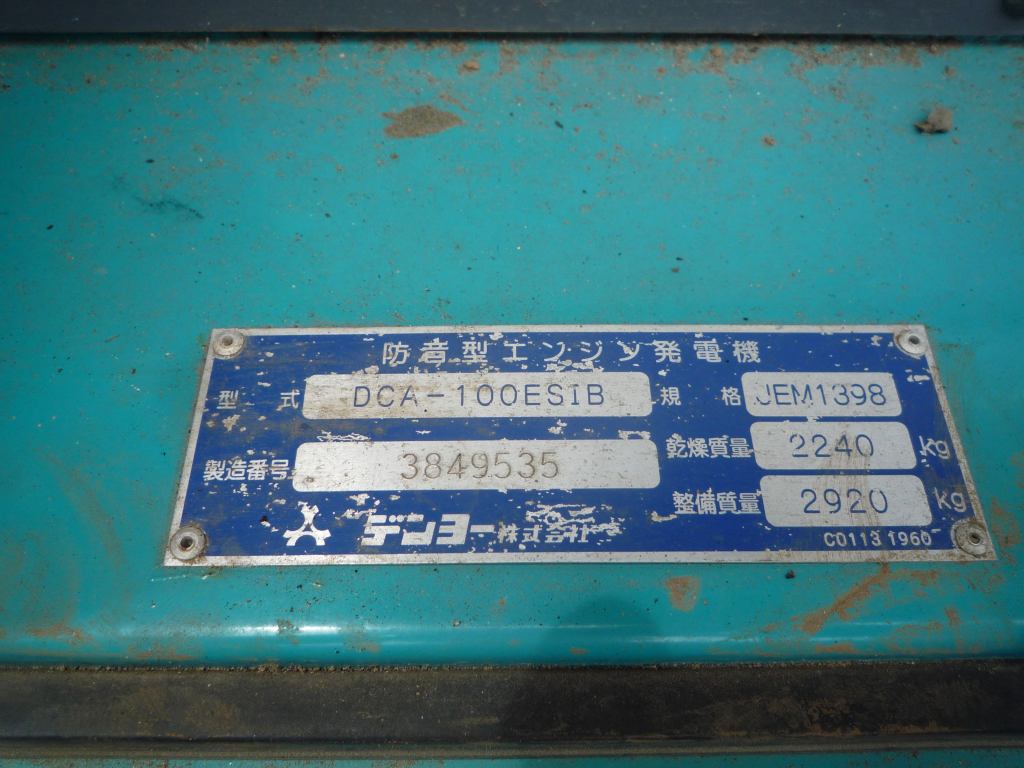 防音型エンジン発電機
型式 DCA-100ESIB 規格 JEM1398
乾燥質量 2240 kg
製造番号 3849535
整備質量 2920 kg
デンヨー株式会社
C0113 1960